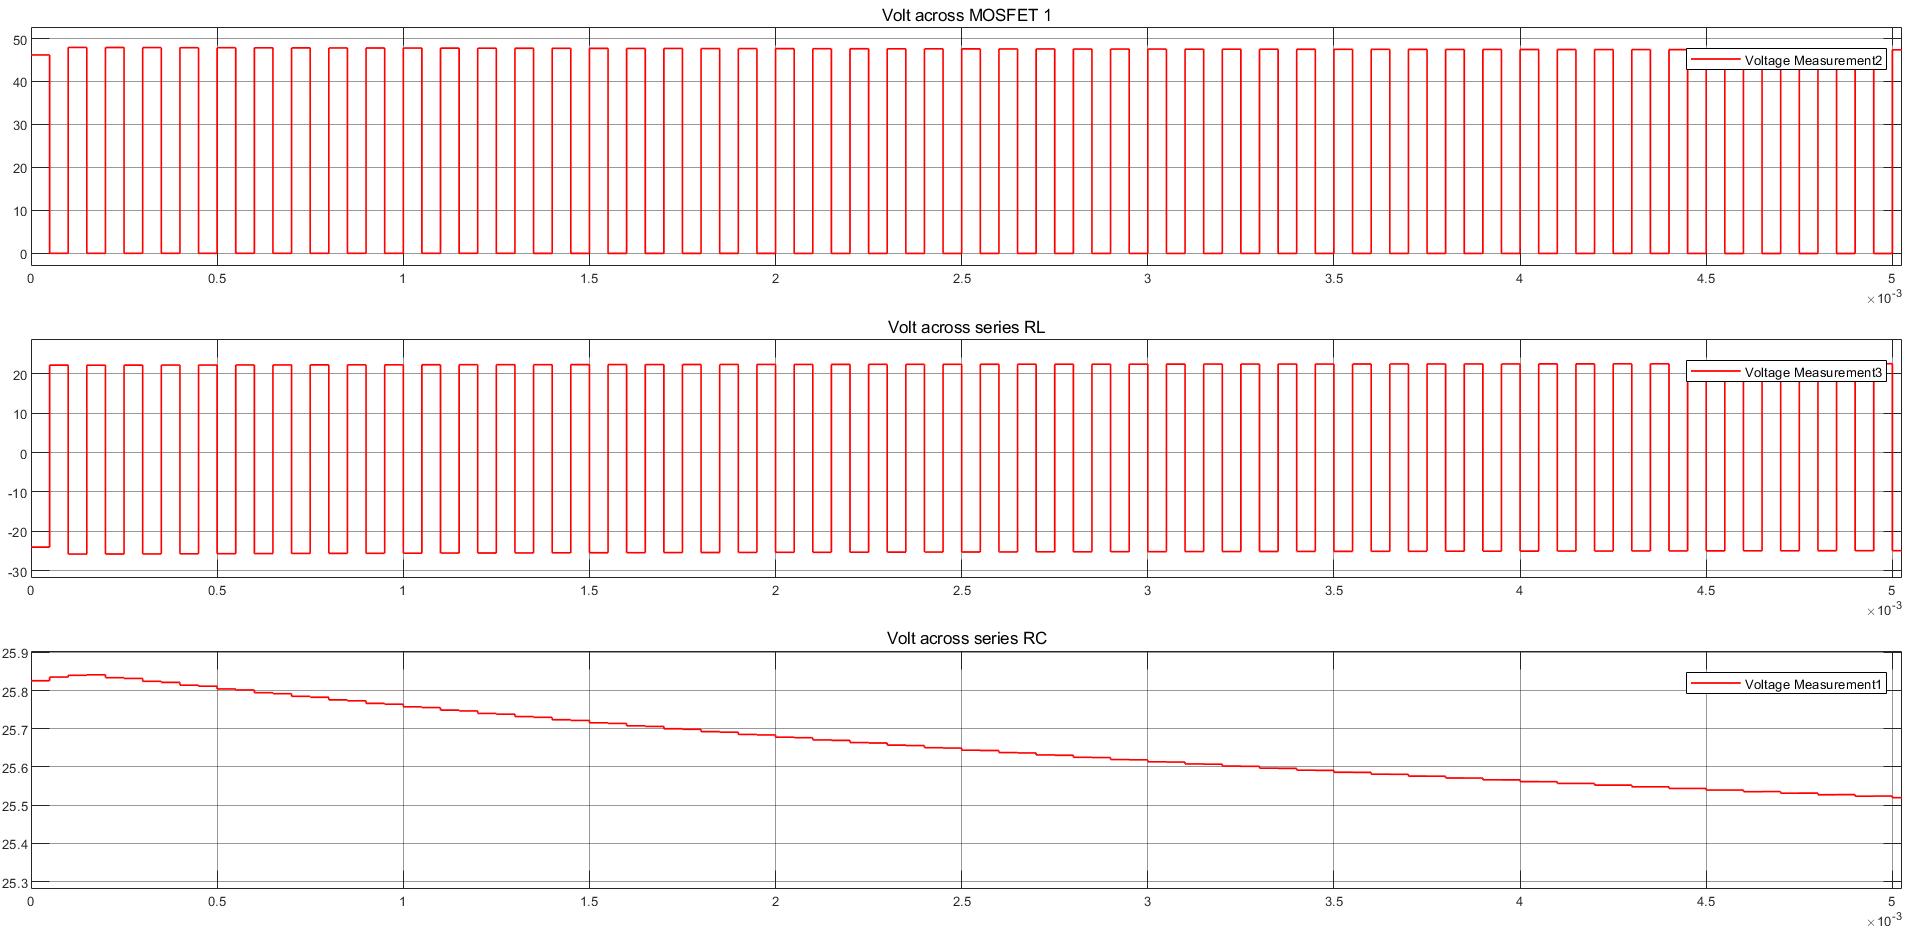 Volt across MOSFET 1
50
40
30
20
10
0
Voltage Measurement2
0 0.5 1 1.5 2 2.5 3 3.5 4 4.5 5
×10-3
Volt across series RL
20
10
0
-10
-20
-30
Voltage Measurement3
0 0.5 1 1.5 2 2.5 3 3.5 4 4.5 5
×10-3
Volt across series RC
25.9
25.8
25.7
25.6
25.5
25.4
25.3
Voltage Measurement1
0 0.5 1 1.5 2 2.5 3 3.5 4 4.5 5
×10-3